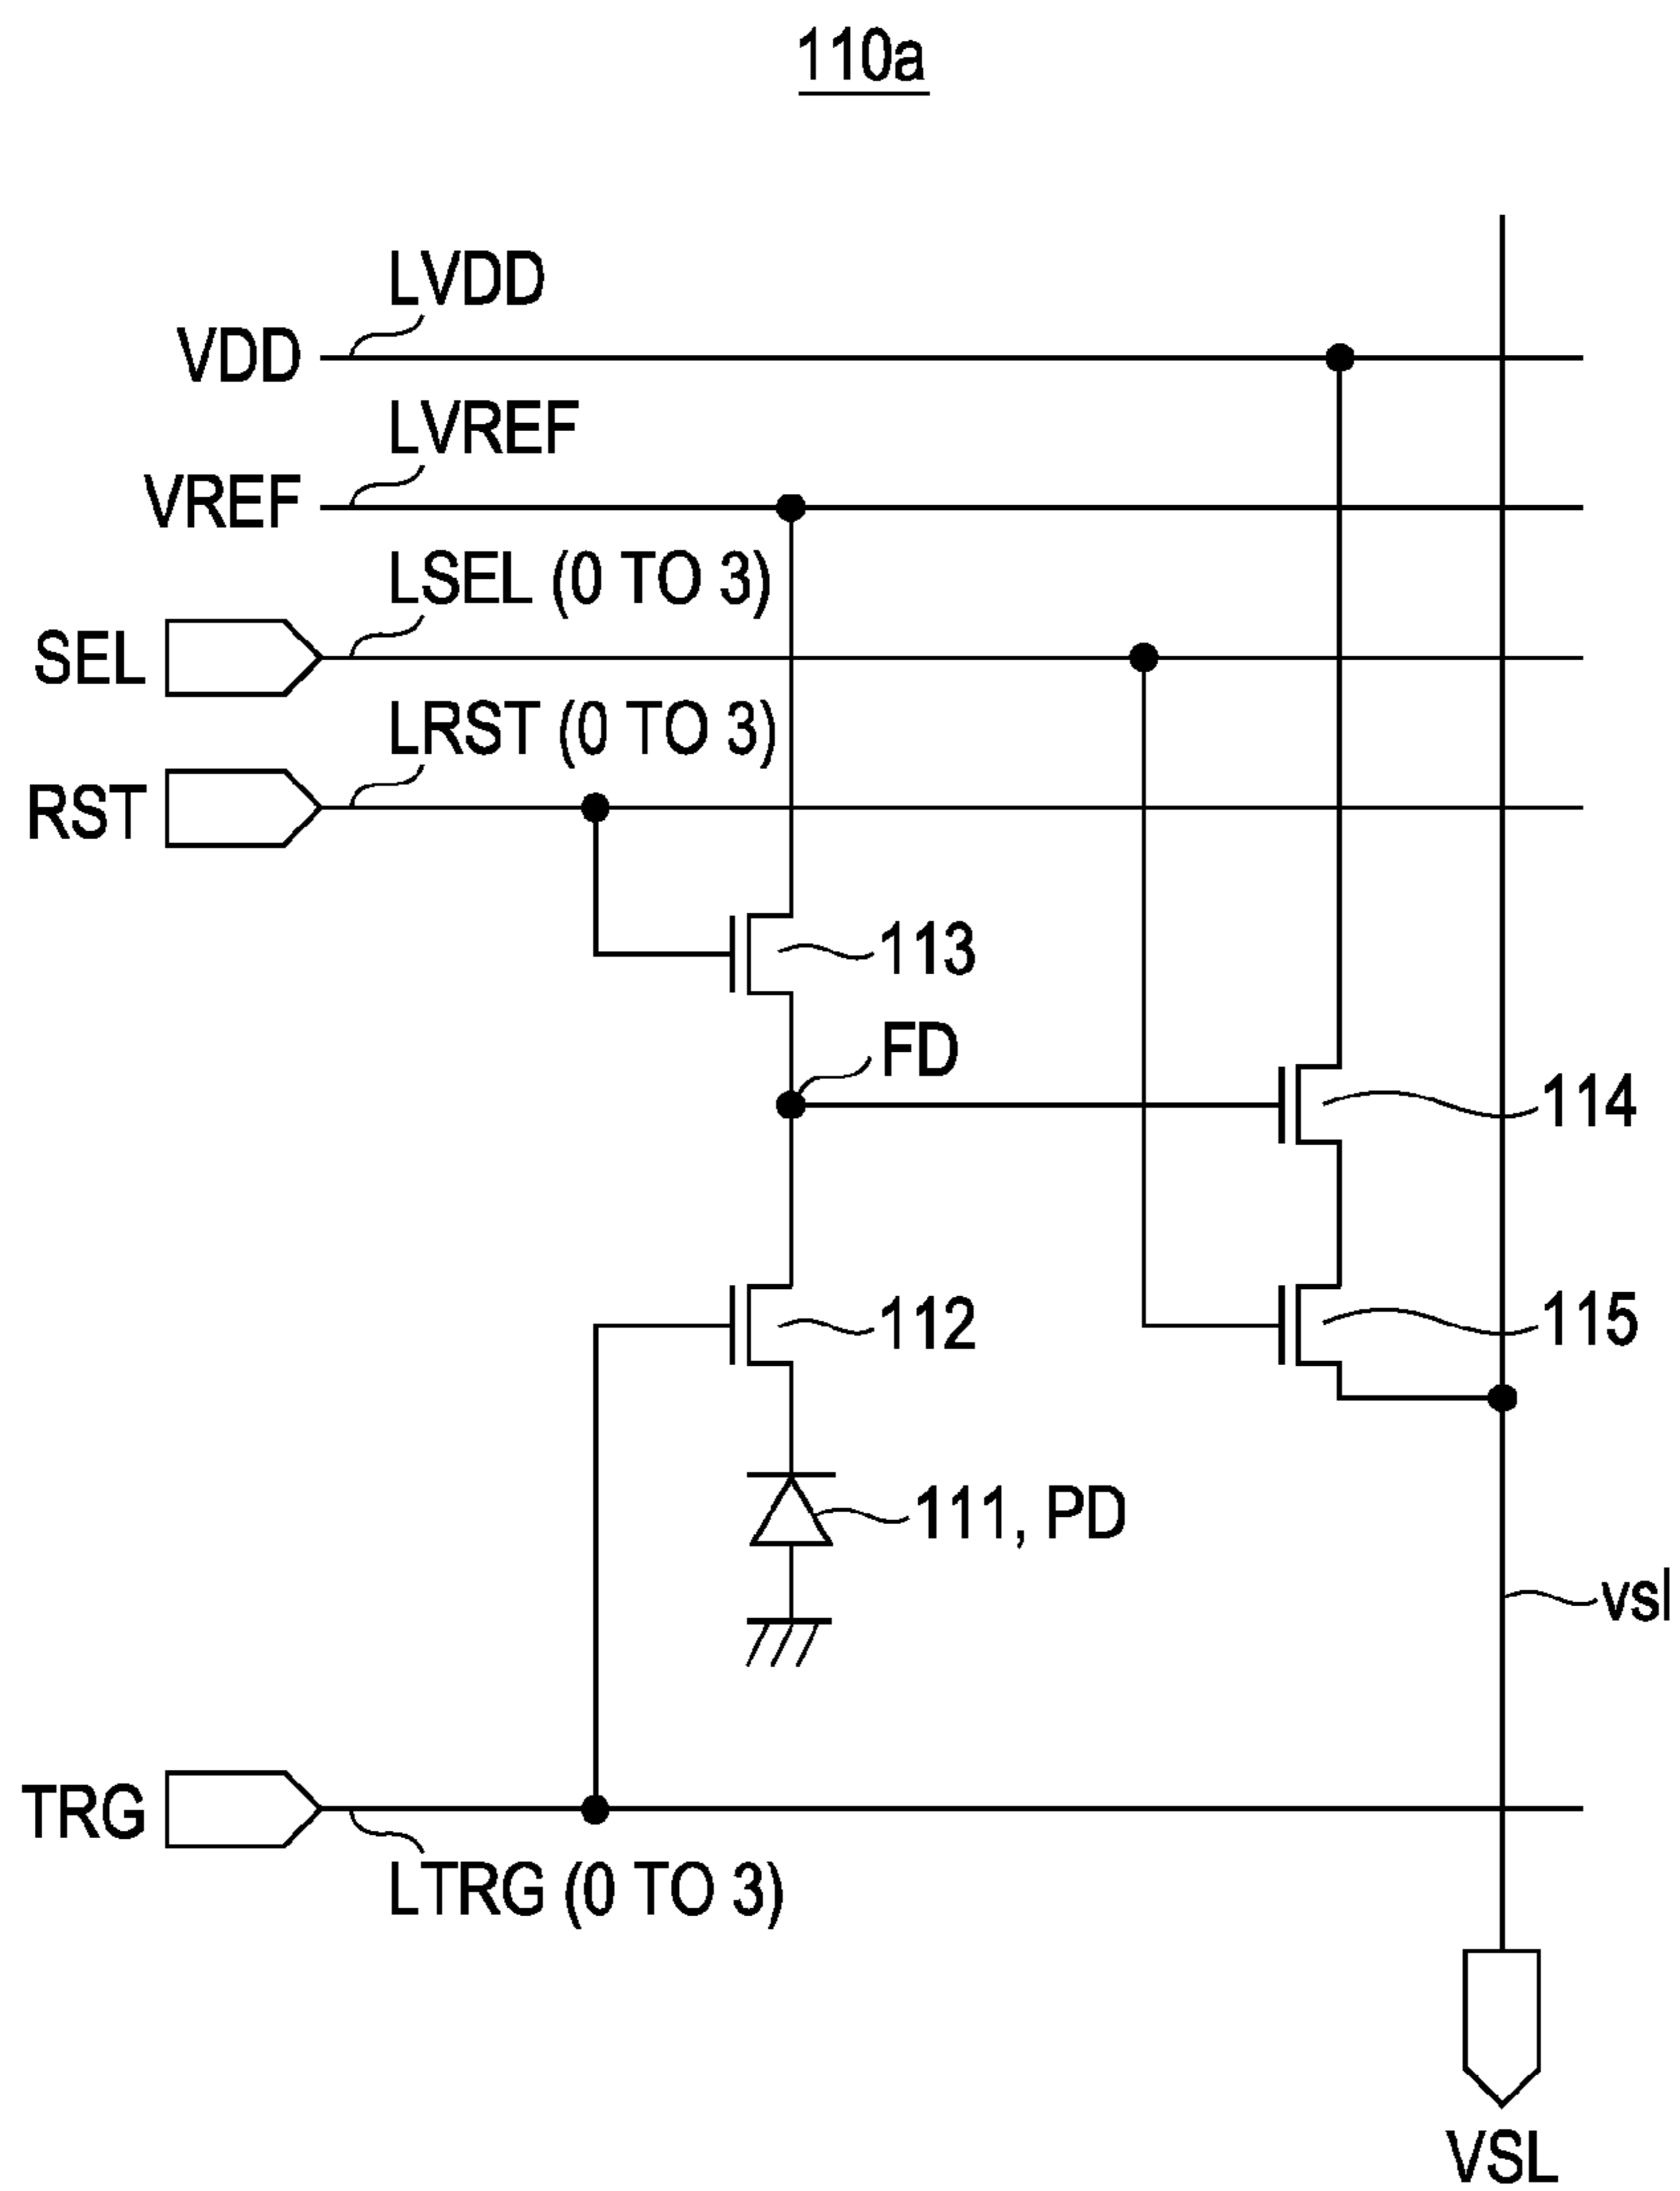 110a
LVDD
VDD
LVREF
VREF
LSEL (0 TO 3)
SEL
LRST (0 TO 3)
RST
113
FD
114
112
115
111, PD
vsl
TRG
LTRG (0 TO 3)
VSL